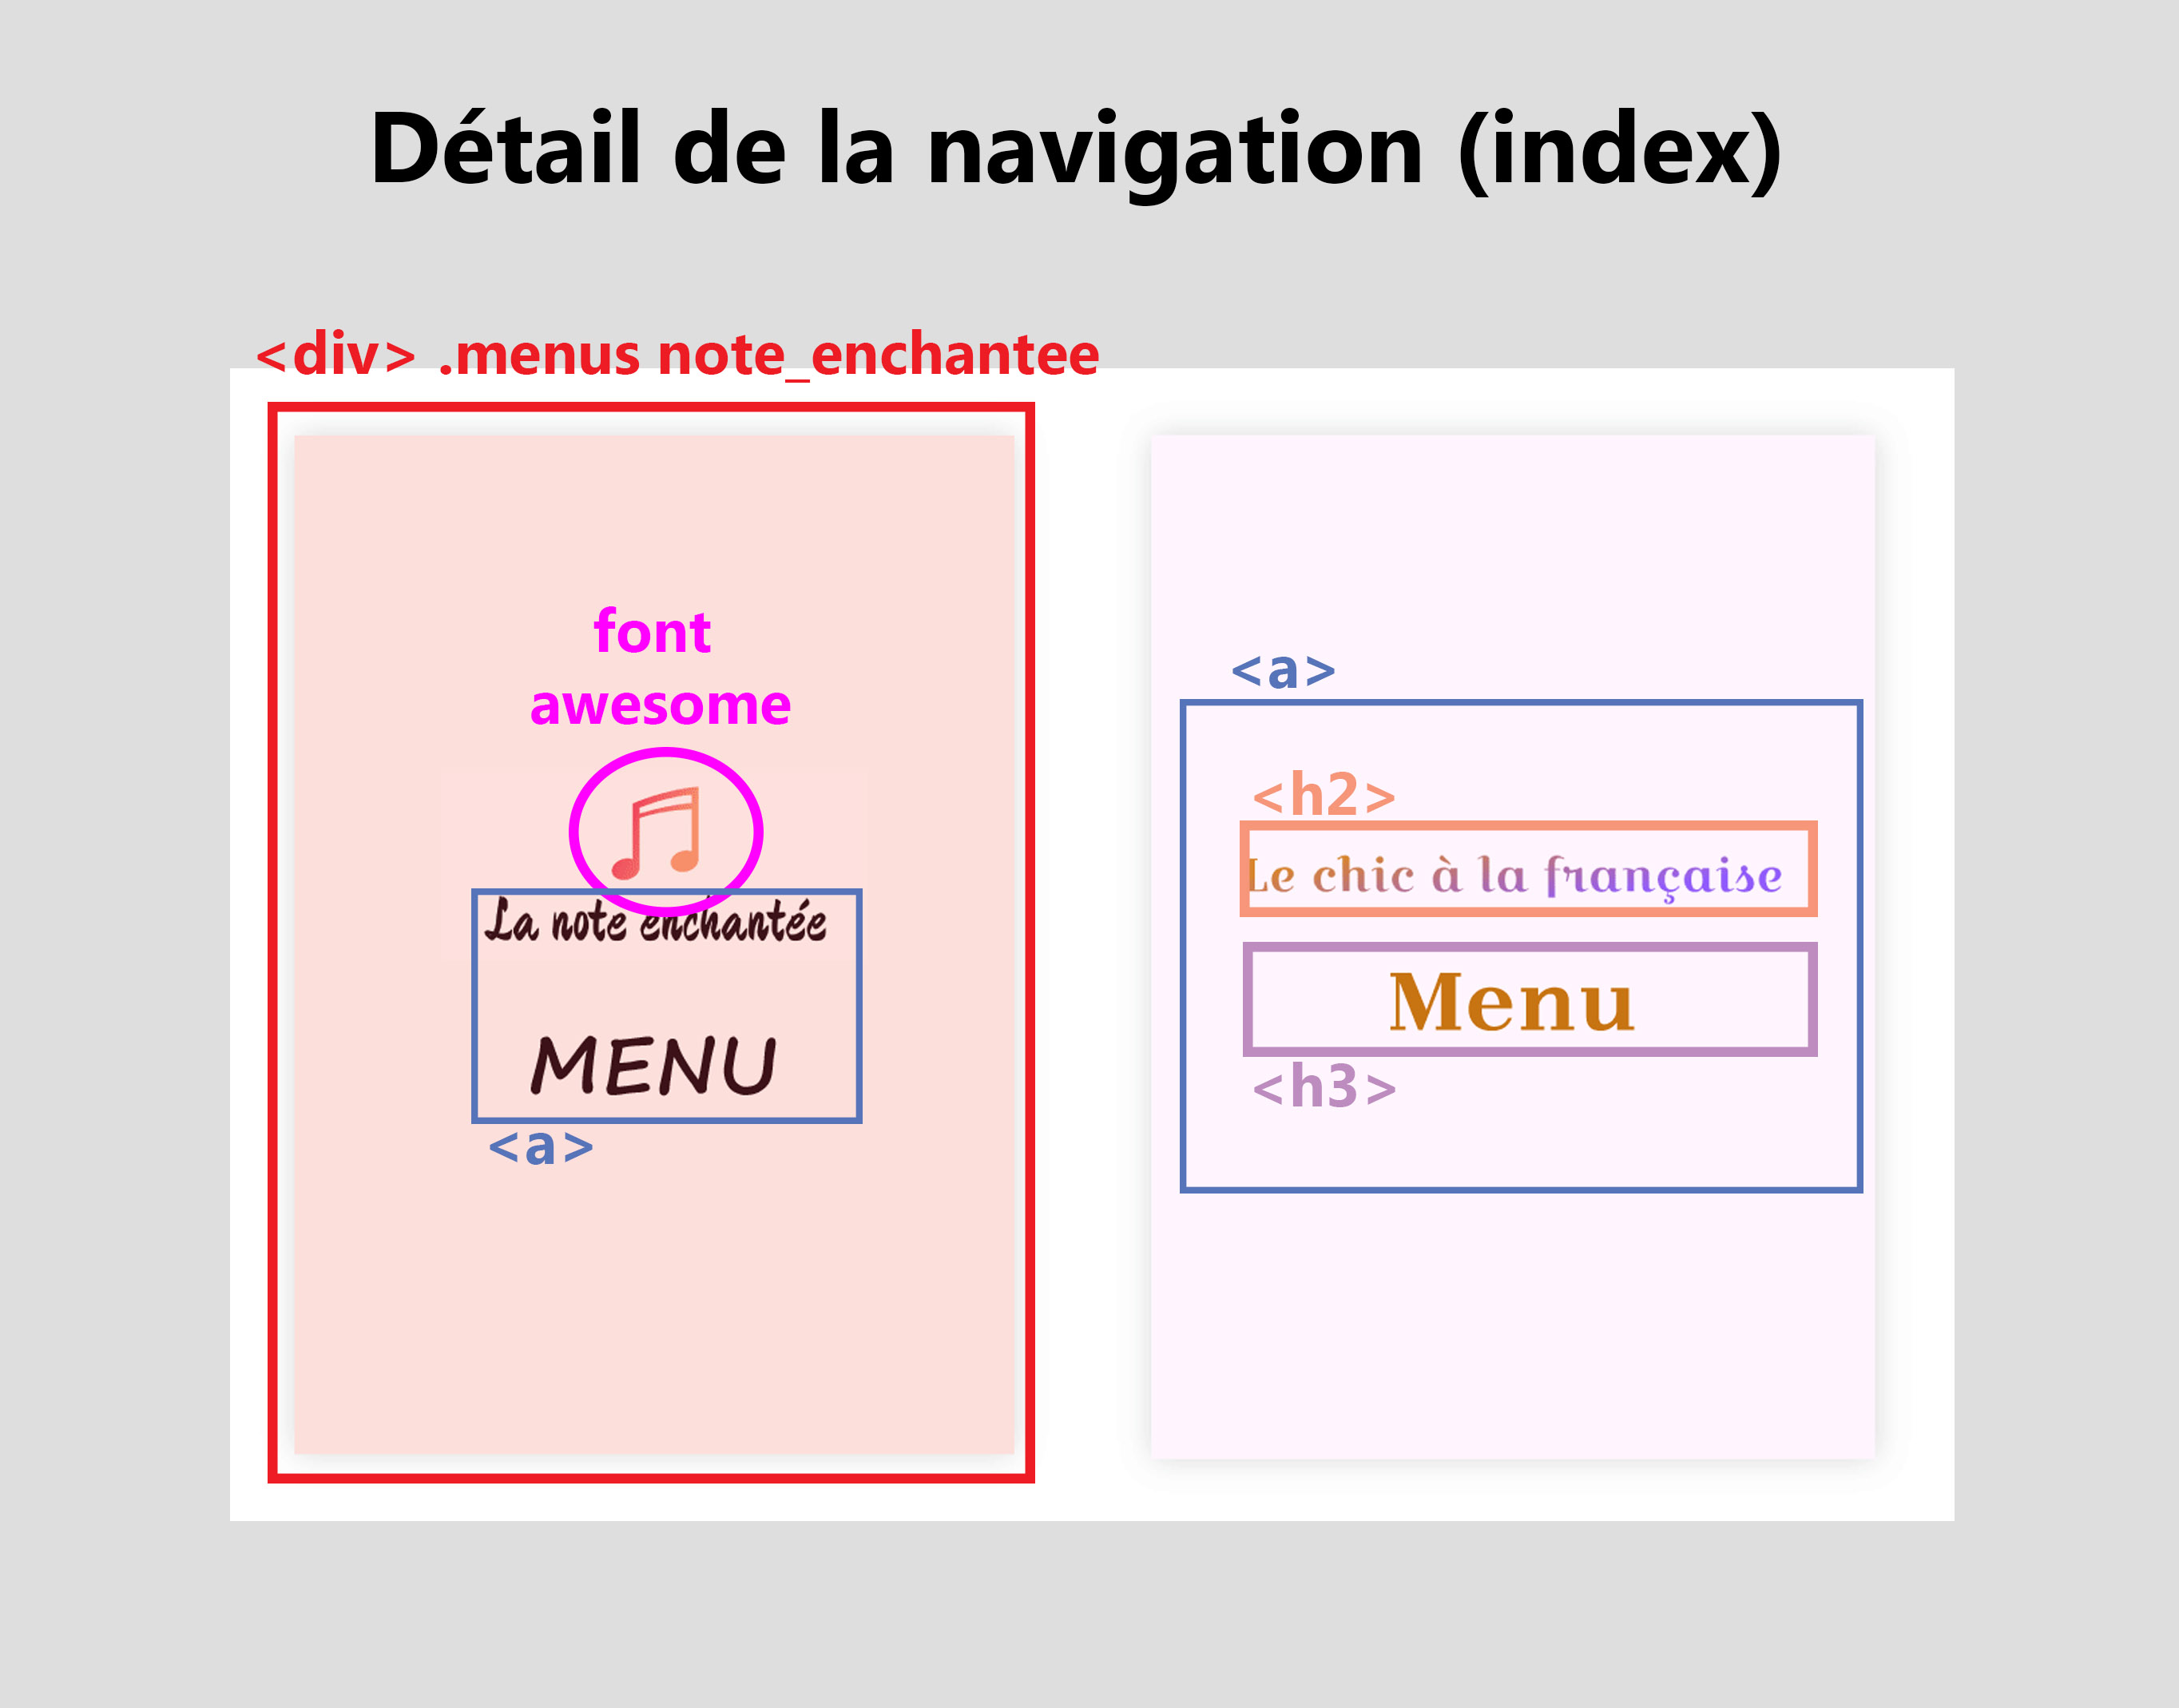 Détail de la navigation (index)
<div> .menus note_enchantee
font
awesome
La note enchantée
MENU
<a>
<a>
<h2>
Le chic à la française
Menu
<h3>